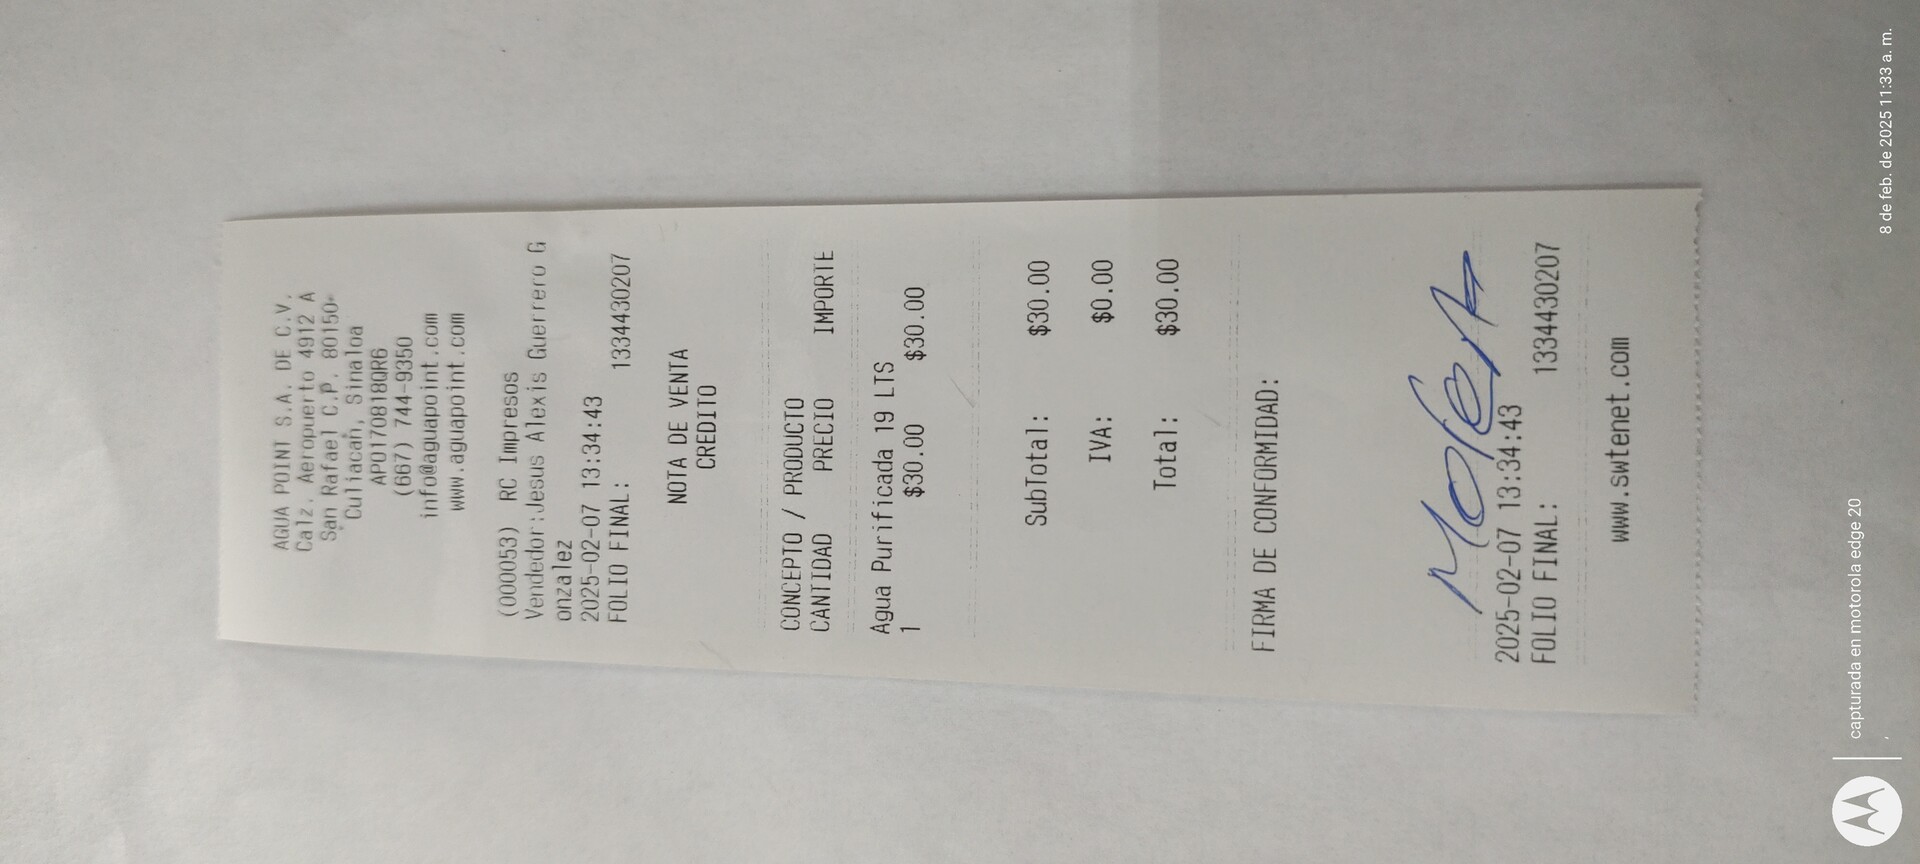 AGUA POINT S.A. DE C.V.
Calz. Aeropuerto 4912 A
San Rafael C.P. 80150-
Culiacan, Sinaloa
APO170818QR6
(667) 744-9350
info@aguapoint.com
www.aguapoint.com
(000053) RC Impresos
Vendedor:Jesus Alexis Guerrero G
onzalez
2025-02-07 13:34:43
FOLIO FINAL: 1334430207
NOTA DE VENTA
CREDITO
CONCEPTO / PRODUCTO
CANTIDAD PRECIO IMPORTE
Agua Purificada 19 LTS
1 $30.00 $30.00
SubTotal: $30.00
IVA: $0.00
Total: $30.00
FIRMA DE CONFORMIDAD:
2025-02-07 13:34:43
FOLIO FINAL: 1334430207
www.swtenet.com
capturada en motorola edge 20
8 de feb. de 2025 11:33 a. m.